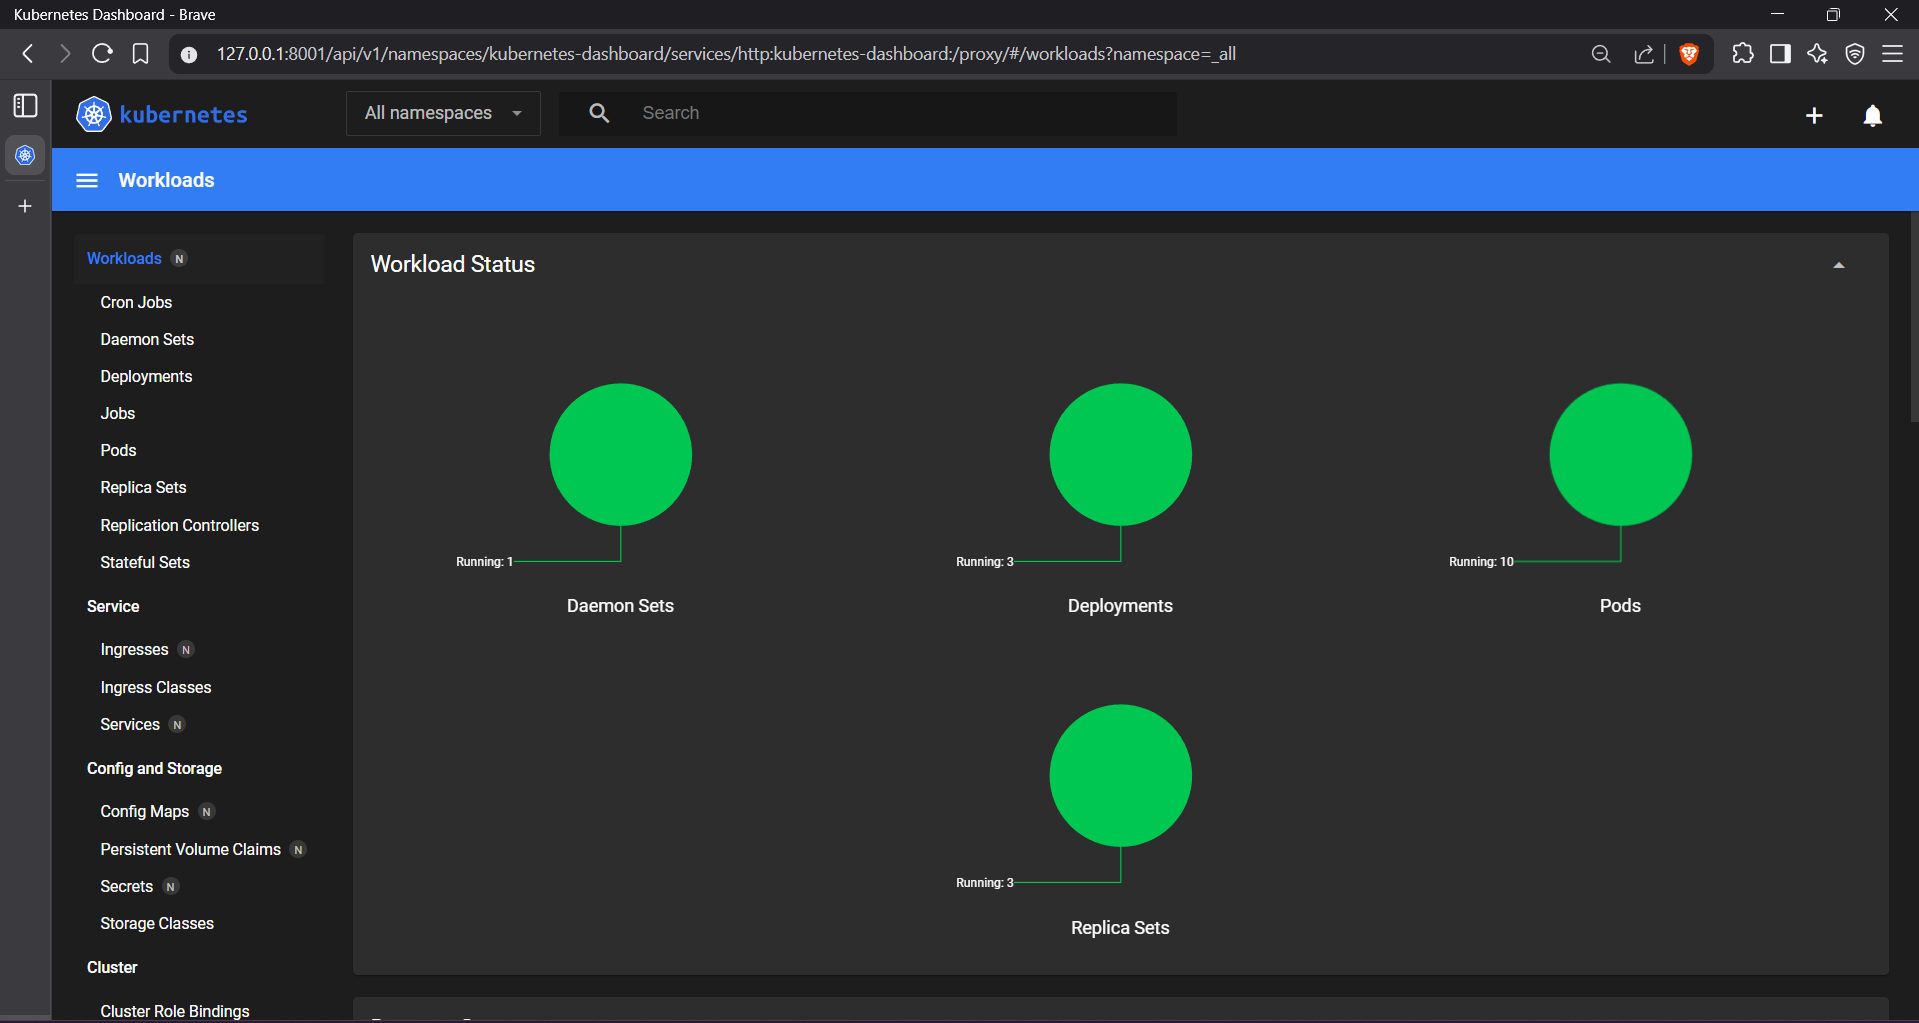 Kubernetes Dashboard - Brave
127.0.0.1:8001/api/v1/namespaces/kubernetes-dashboard/services/http:kubernetes-dashboard:/proxy/#/workloads?namespace=_all
kubernetes
All namespaces
Search
Workloads
Workloads N
Cron Jobs
Daemon Sets
Deployments
Jobs
Pods
Replica Sets
Replication Controllers
Stateful Sets
Service
Ingresses N
Ingress Classes
Services N
Config and Storage
Config Maps N
Persistent Volume Claims N
Secrets N
Storage Classes
Cluster
Cluster Role Bindings
Workload Status
Running: 1
Daemon Sets
Running: 3
Deployments
Running: 10
Pods
Running: 3
Replica Sets